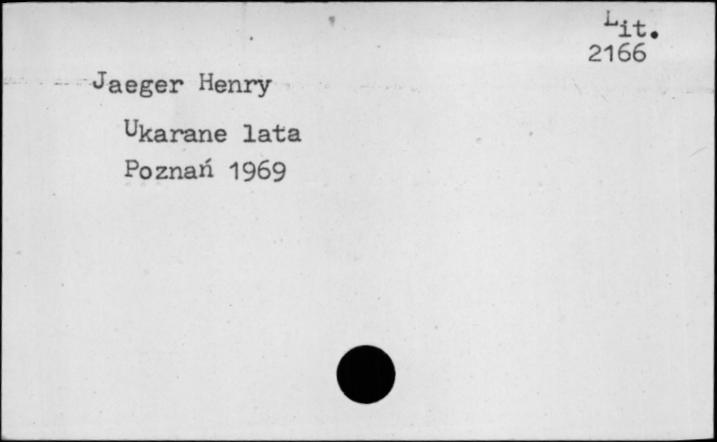 Lit.
2166
Jaeger Henry
Ukarane lata
Poznań 1969